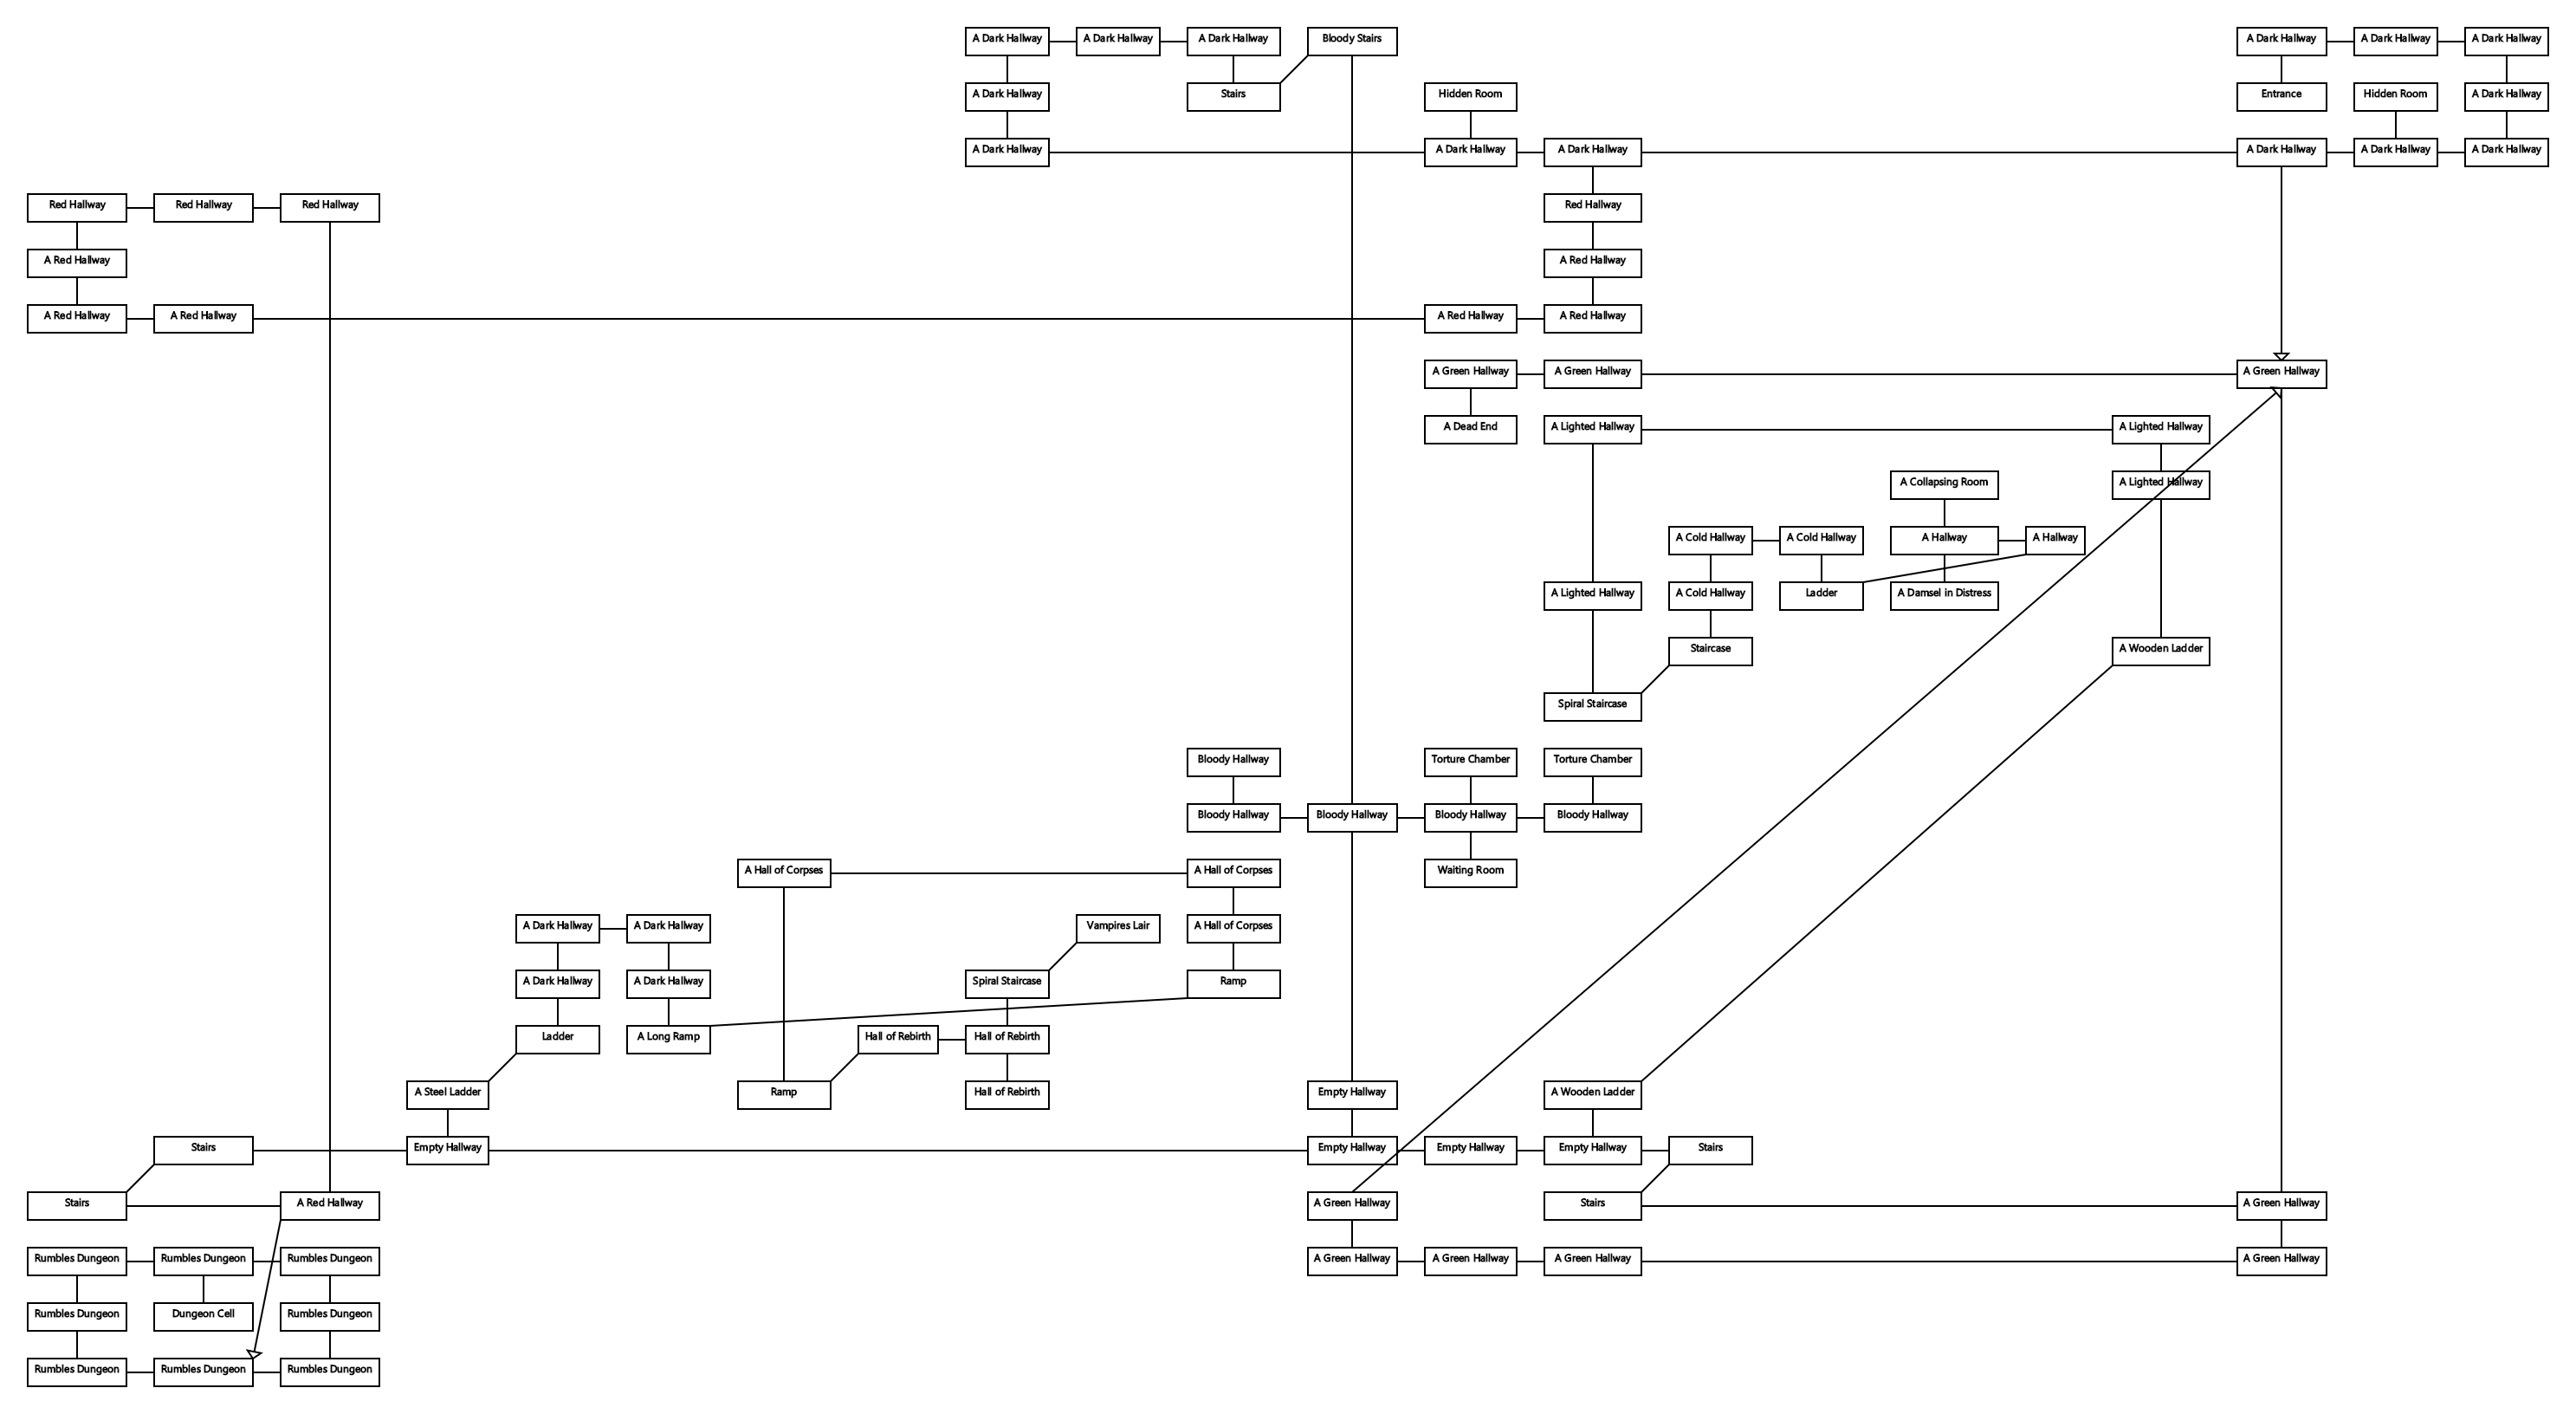 A Dark Hallway
A Dark Hallway
A Dark Hallway
Bloody Stairs
A Dark Hallway
A Dark Hallway
A Dark Hallway
A Dark Hallway
Stairs
Hidden Room
Entrance
Hidden Room
A Dark Hallway
A Dark Hallway
A Dark Hallway
A Dark Hallway
A Dark Hallway
A Dark Hallway
A Dark Hallway
Red Hallway
Red Hallway
Red Hallway
Red Hallway
A Red Hallway
A Red Hallway
A Red Hallway
A Red Hallway
A Red Hallway
A Red Hallway
A Green Hallway
A Green Hallway
A Green Hallway
A Dead End
A Lighted Hallway
A Lighted Hallway
A Collapsing Room
A Lighted Hallway
A Cold Hallway
A Cold Hallway
A Hallway
A Hallway
A Lighted Hallway
A Cold Hallway
Ladder
A Damsel in Distress
Staircase
A Wooden Ladder
Spiral Staircase
Bloody Hallway
Torture Chamber
Torture Chamber
Bloody Hallway
Bloody Hallway
Bloody Hallway
Bloody Hallway
A Hall of Corpses
A Hall of Corpses
Waiting Room
A Dark Hallway
A Dark Hallway
Vampires Lair
A Hall of Corpses
A Dark Hallway
A Dark Hallway
Spiral Staircase
Ramp
Ladder
A Long Ramp
Hall of Rebirth
Hall of Rebirth
A Steel Ladder
Ramp
Hall of Rebirth
Empty Hallway
A Wooden Ladder
Stairs
Empty Hallway
Empty Hallway
Empty Hallway
Empty Hallway
Stairs
Stairs
A Red Hallway
A Green Hallway
Stairs
A Green Hallway
Rumbles Dungeon
Rumbles Dungeon
Rumbles Dungeon
A Green Hallway
A Green Hallway
A Green Hallway
A Green Hallway
Rumbles Dungeon
Dungeon Cell
Rumbles Dungeon
Rumbles Dungeon
Rumbles Dungeon
Rumbles Dungeon